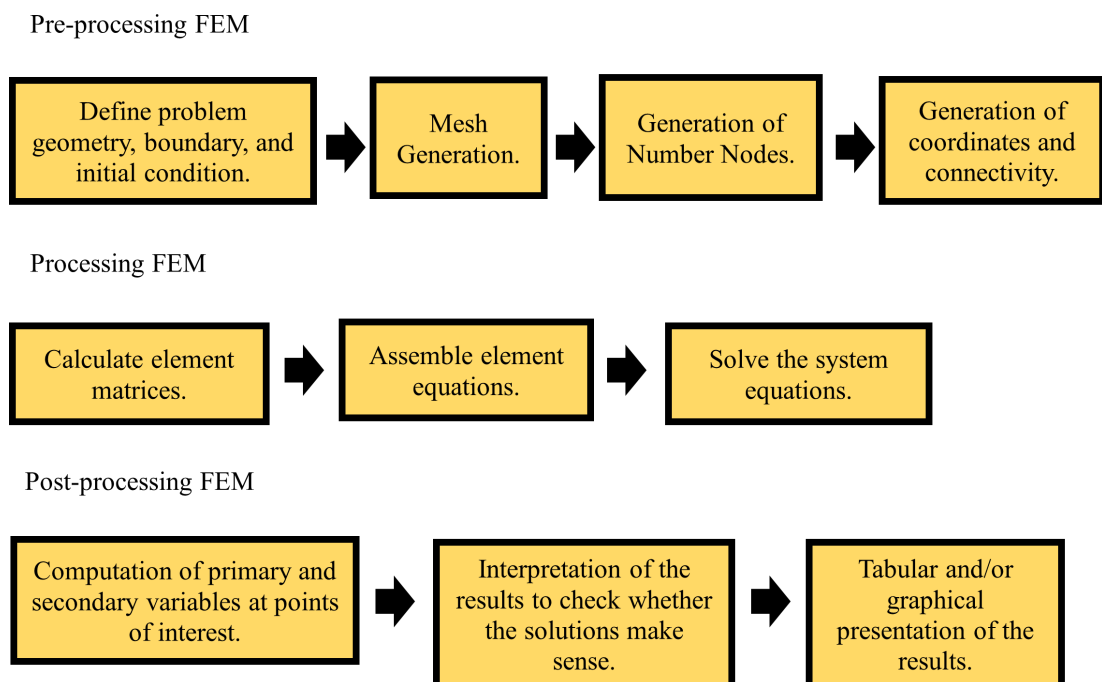 Pre-processing FEM
Define problem
geometry, boundary, and
initial condition.
Mesh
Generation.
Generation of
Number Nodes.
Generation of
coordinates and
connectivity.
Processing FEM
Calculate element
matrices.
Assemble element
equations.
Solve the system
equations.
Post-processing FEM
Computation of primary and
secondary variables at points
of interest.
Interpretation of the
results to check whether
the solutions make
sense.
Tabular and/or
graphical
presentation of the
results.